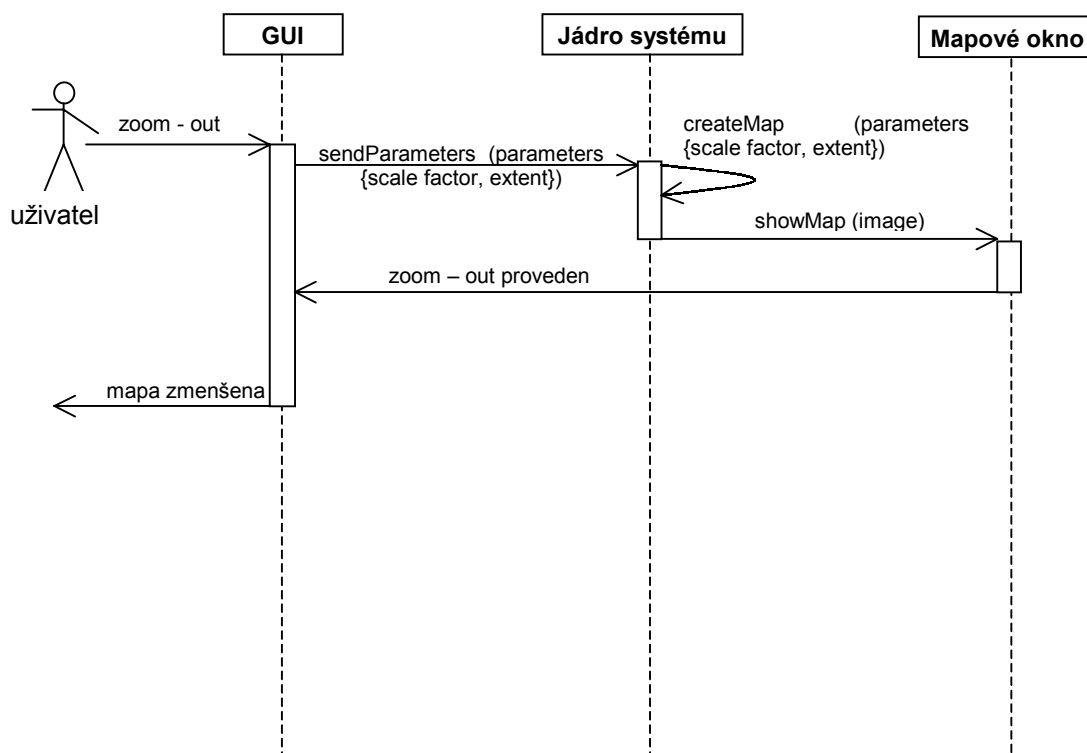 GUI
Jádro systému
Mapové okno
zoom - out
createMap (parameters
{scale factor, extent})
sendParameters (parameters
{scale factor, extent})
uživatel
showMap (image)
zoom – out proveden
mapa zmenšena